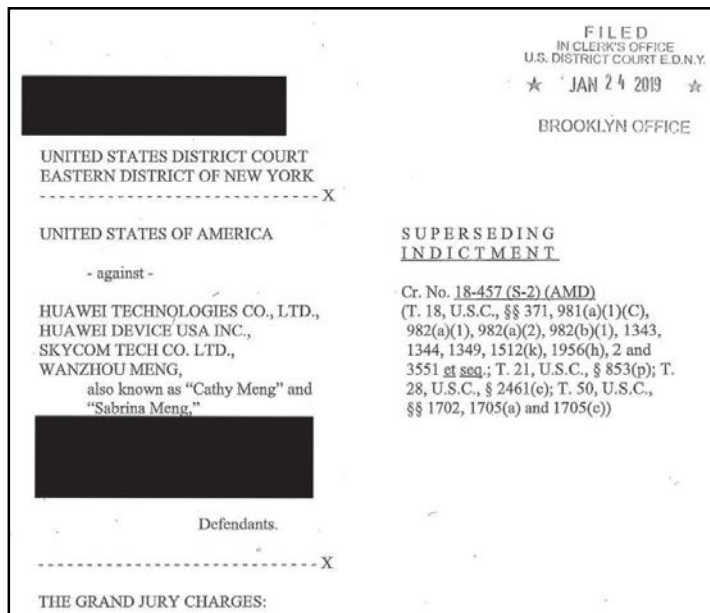 FILED
IN CLERK'S OFFICE
U.S. DISTRICT COURT E.D.N.Y.
☆ JAN 24 2019 ☆
BROOKLYN OFFICE
UNITED STATES DISTRICT COURT
EASTERN DISTRICT OF NEW YORK
- - - - - - - - - - - - - - - - - - - - - - - - - - - - - - X
UNITED STATES OF AMERICA
- against -
HUAWEI TECHNOLOGIES CO., LTD.,
HUAWEI DEVICE USA INC.,
SKYCOM TECH CO. LTD.,
WANZHOU MENG,
also known as “Cathy Meng” and
“Sabrina Meng,”
Defendants.
- - - - - - - - - - - - - - - - - - - - - - - - - - - - - - X
SUPERSEDING
INDICTMENT
Cr. No. 18-457 (S-2) (AMD)
(T. 18, U.S.C., §§ 371, 981(a)(1)(C),
982(a)(1), 982(a)(2), 982(b)(1), 1343,
1344, 1349, 1512(k), 1956(h), 2 and
3551 et seq.; T. 21, U.S.C., § 853(p); T.
28, U.S.C., § 2461(c); T. 50, U.S.C.,
§§ 1702, 1705(a) and 1705(c))
THE GRAND JURY CHARGES: